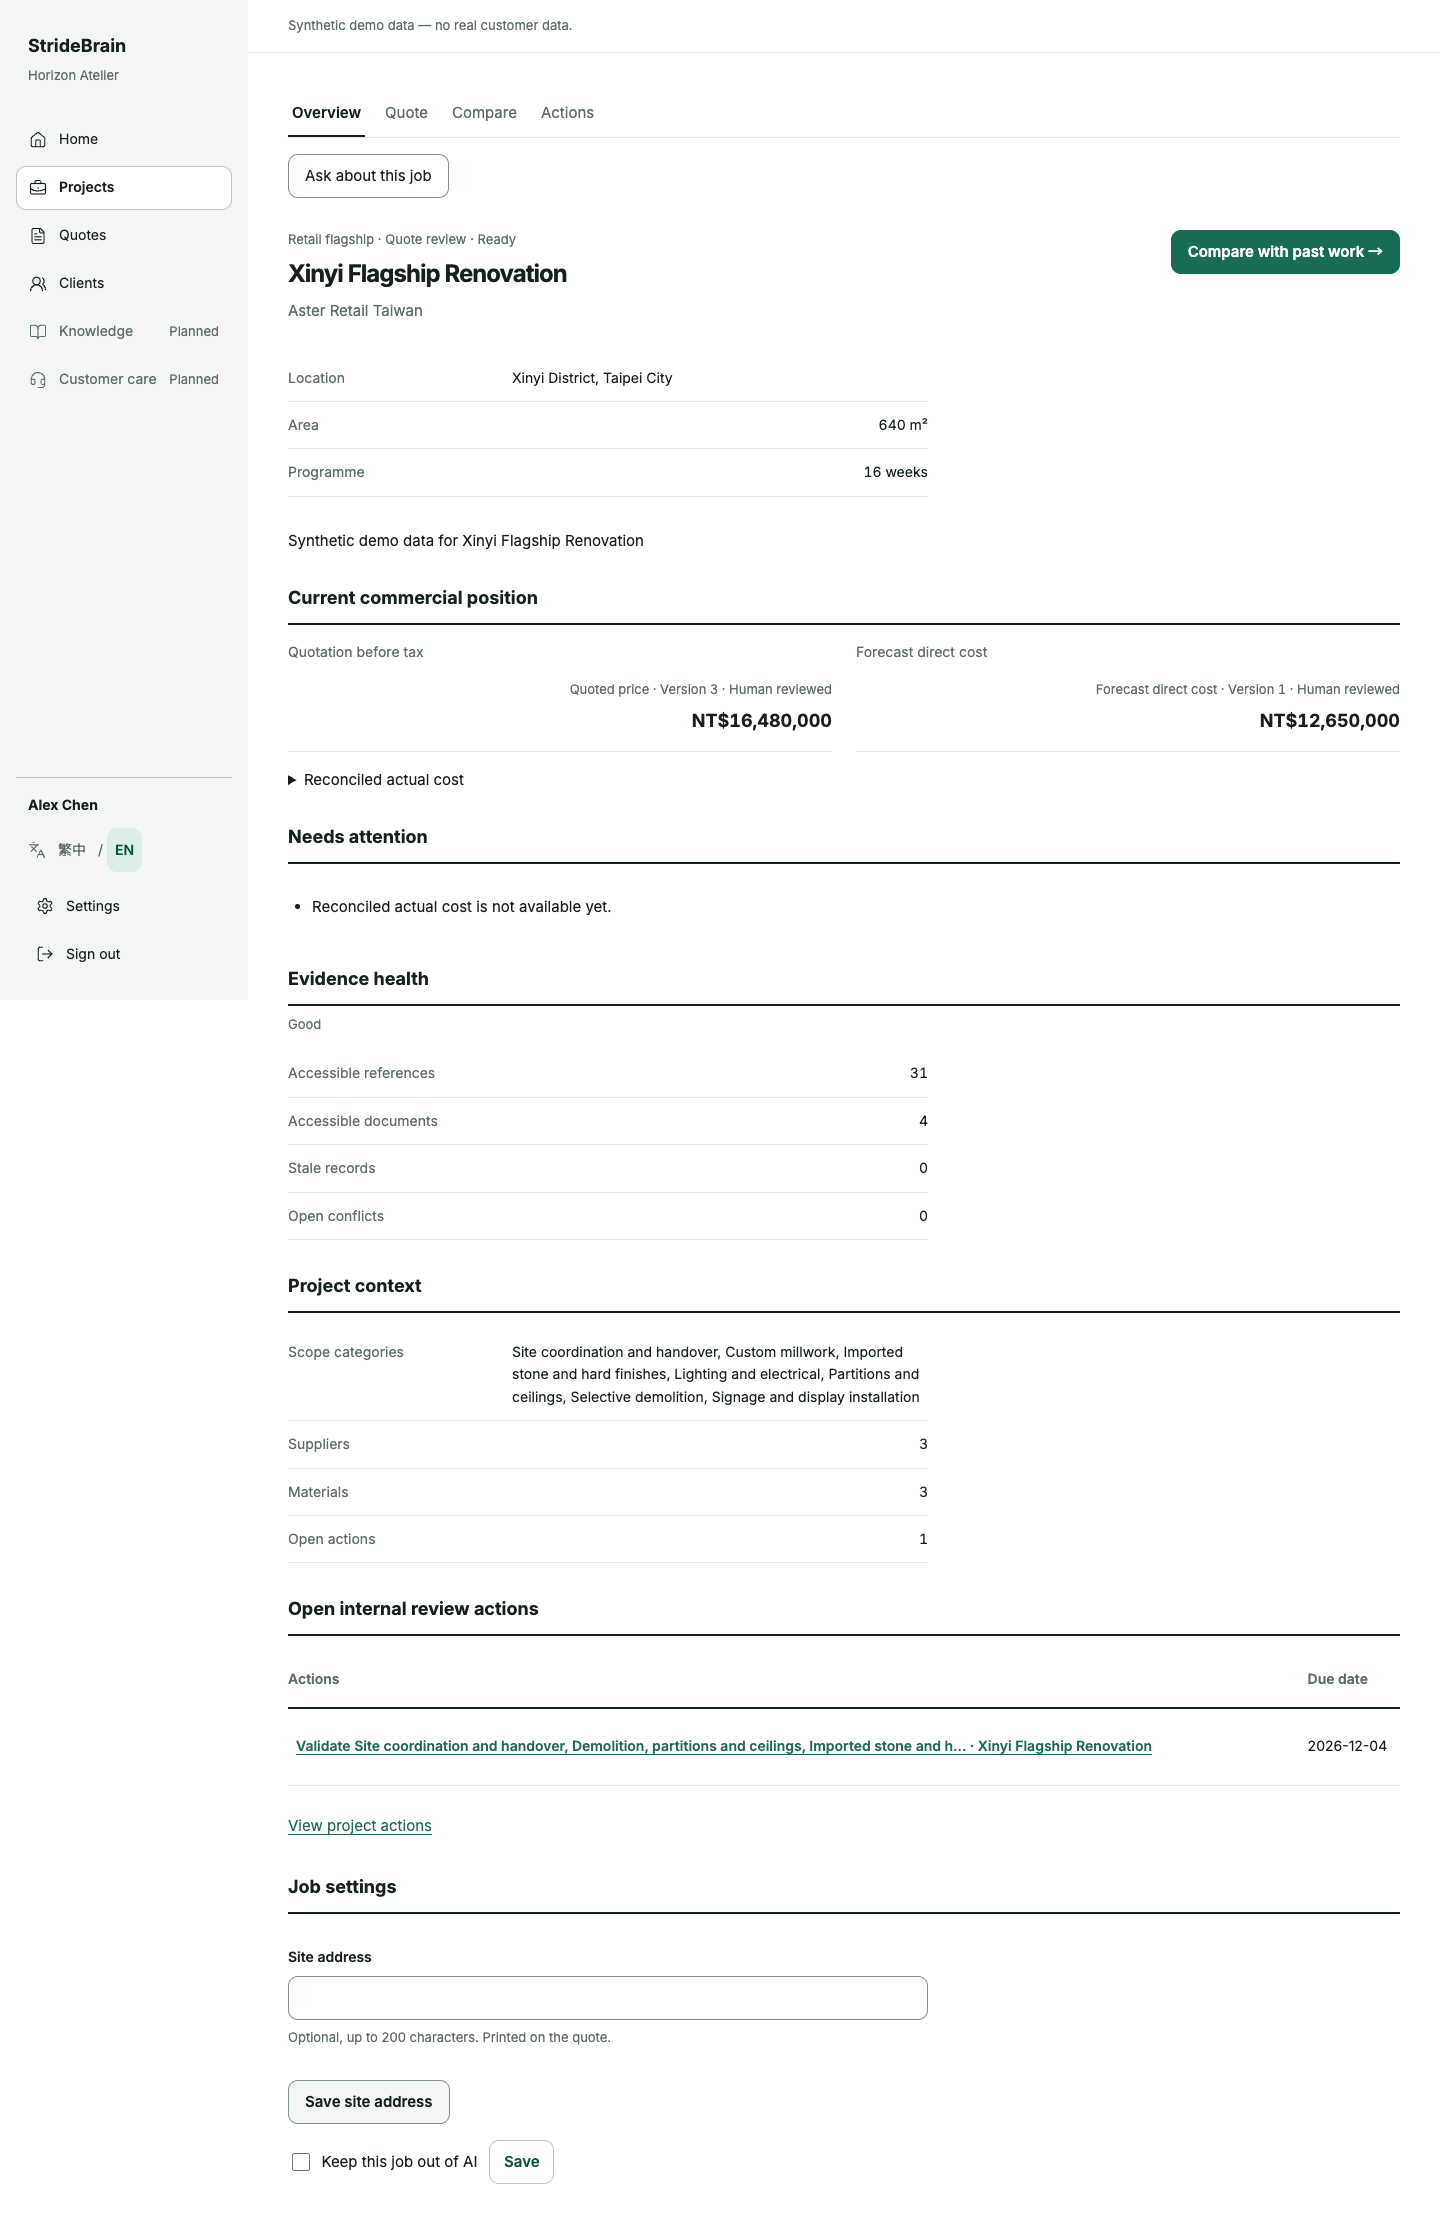 StrideBrain
Horizon Atelier
Home
Projects
Quotes
Clients
Knowledge Planned
Customer care Planned
Alex Chen
繁中 / EN
Settings
Sign out
Synthetic demo data — no real customer data.
Overview Quote Compare Actions
Ask about this job
Retail flagship · Quote review · Ready
Xinyi Flagship Renovation
Aster Retail Taiwan
Compare with past work →
Location Xinyi District, Taipei City
Area 640 m²
Programme 16 weeks
Synthetic demo data for Xinyi Flagship Renovation
Current commercial position
Quotation before tax
Quoted price · Version 3 · Human reviewed
NT$16,480,000
Forecast direct cost
Forecast direct cost · Version 1 · Human reviewed
NT$12,650,000
▶ Reconciled actual cost
Needs attention
• Reconciled actual cost is not available yet.
Evidence health
Good
Accessible references 31
Accessible documents 4
Stale records 0
Open conflicts 0
Project context
Scope categories Site coordination and handover, Custom millwork, Imported
stone and hard finishes, Lighting and electrical, Partitions and
ceilings, Selective demolition, Signage and display installation
Suppliers 3
Materials 3
Open actions 1
Open internal review actions
Actions Due date
Validate Site coordination and handover, Demolition, partitions and ceilings, Imported stone and h… · Xinyi Flagship Renovation 2026-12-04
View project actions
Job settings
Site address
Optional, up to 200 characters. Printed on the quote.
Save site address
Keep this job out of AI Save